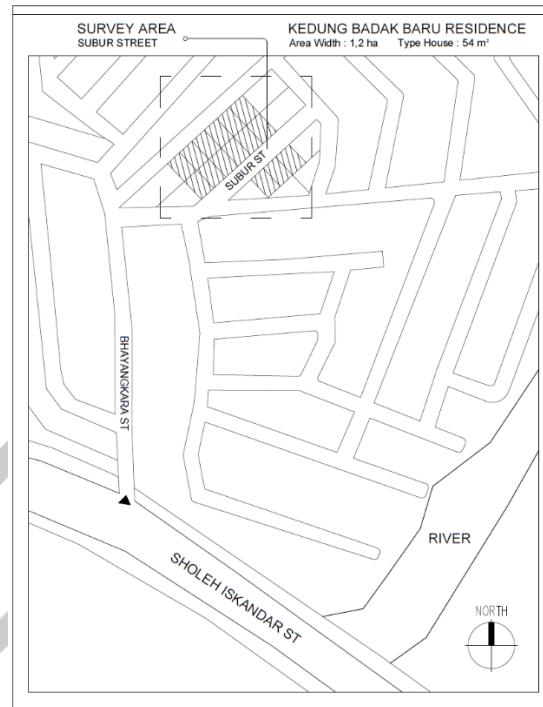 SURVEY AREA
SUBUR STREET
KEDUNG BADAK BARU RESIDENCE
Area Width : 1,2 ha Type House : 54 m²
SUBUR ST
BHAYANGKARA ST
SHOLEH ISKANDAR ST
RIVER
NORTH